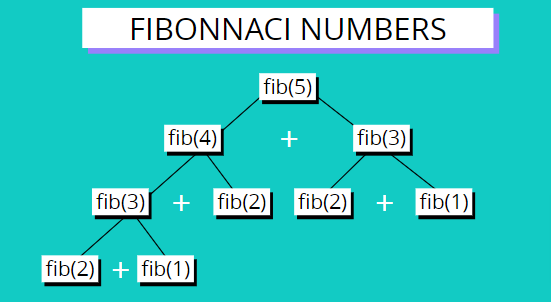 FIBONNACI NUMBERS
fib(5)
fib(4) + fib(3)
fib(3) + fib(2) fib(2) + fib(1)
fib(2) + fib(1)